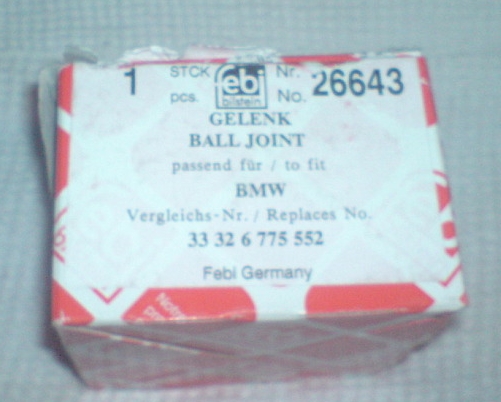 1 STCK febi Nr. 26643
pcs. bilstein No.
GELENK
BALL JOINT
passend für / to fit
BMW
Vergleichs-Nr. / Replaces No.
33 32 6 775 552
Febi Germany